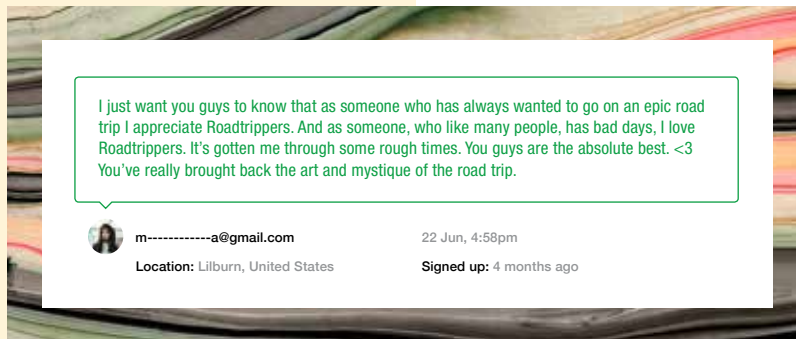 I just want you guys to know that as someone who has always wanted to go on an epic road
trip I appreciate Roadtrippers. And as someone, who like many people, has bad days, I love
Roadtrippers. It's gotten me through some rough times. You guys are the absolute best. <3
You've really brought back the art and mystique of the road trip.
m------------a@gmail.com 22 Jun, 4:58pm
Location: Lilburn, United States Signed up: 4 months ago